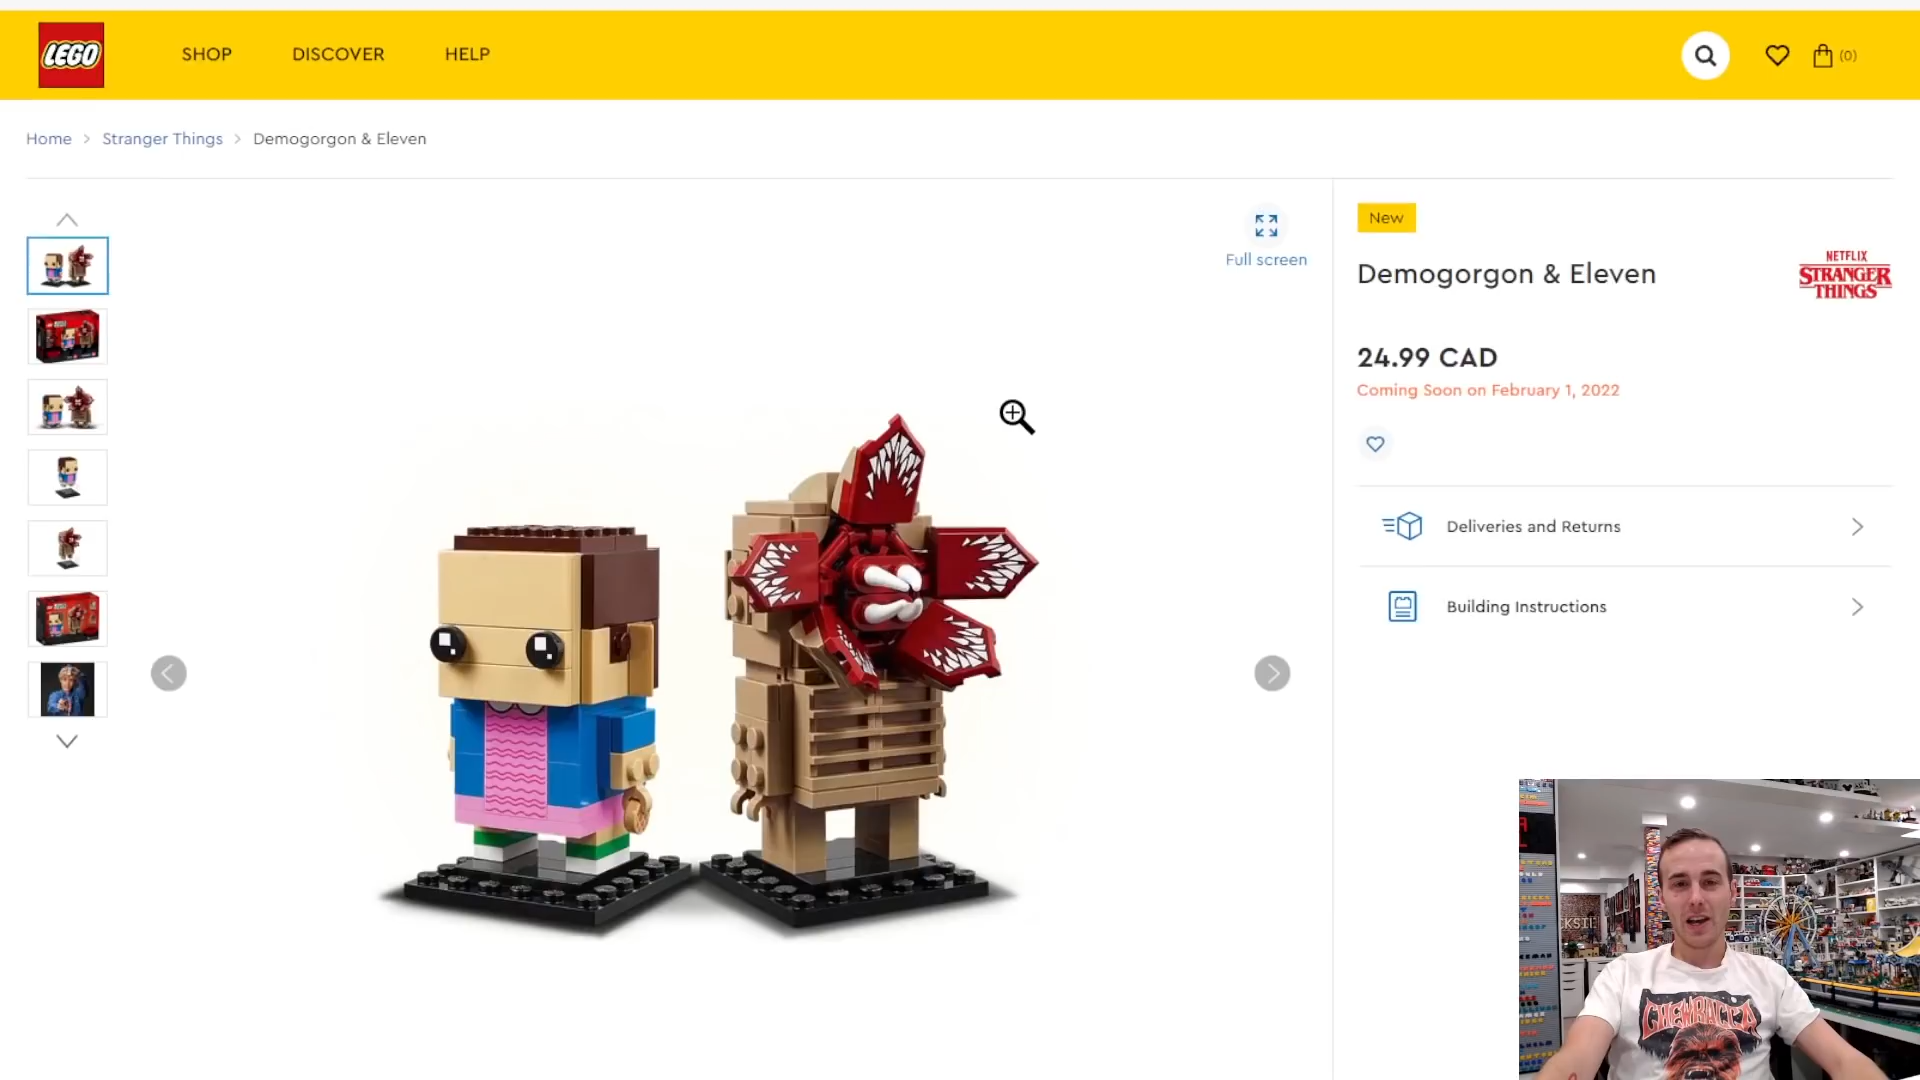 LEGO
SHOP
DISCOVER
HELP
(0)
Home > Stranger Things > Demogorgon & Eleven
Full screen
New
Demogorgon & Eleven
NETFLIX
STRANGER
THINGS
24.99 CAD
Coming Soon on February 1, 2022
Deliveries and Returns
Building Instructions
CHEWBACCA